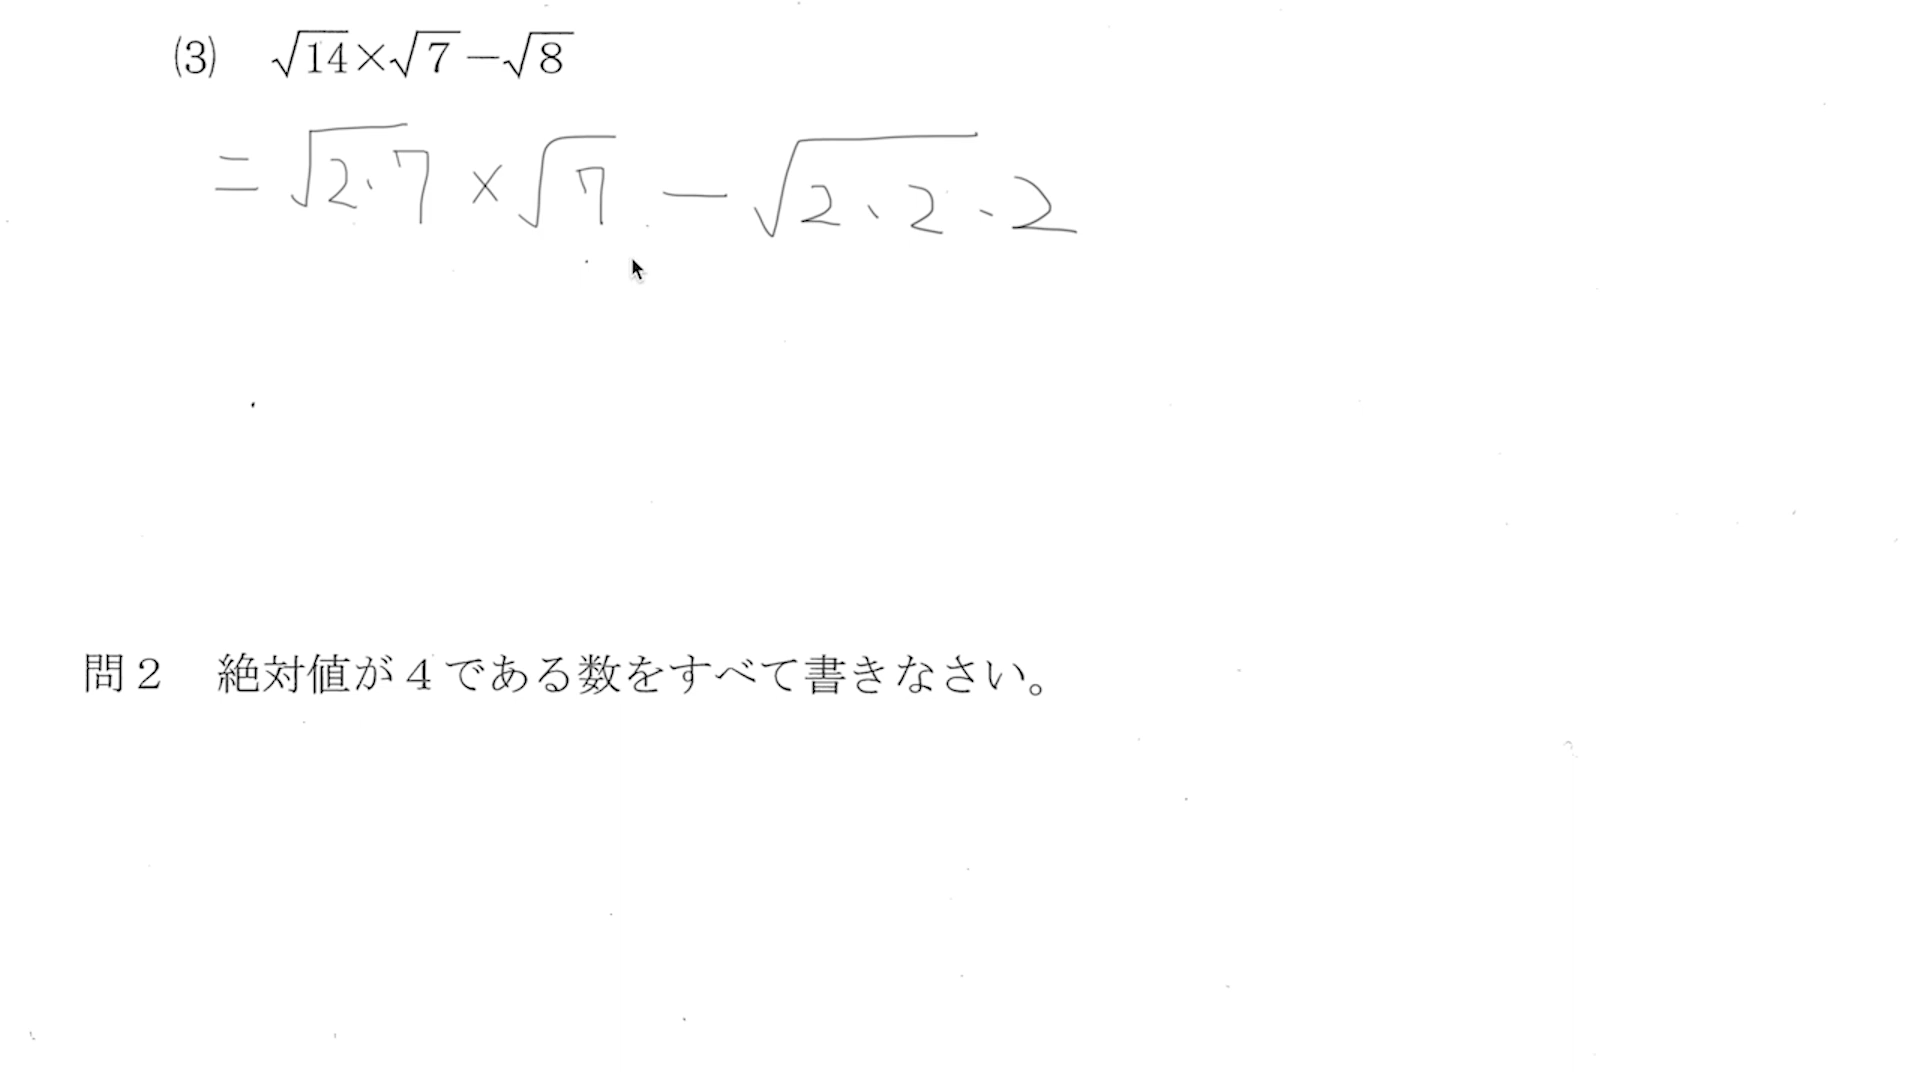 (3) √14×√7−√8
=√2·7 × √7 − √2·2·2
問2 絶対値が4である数をすべて書きなさい。